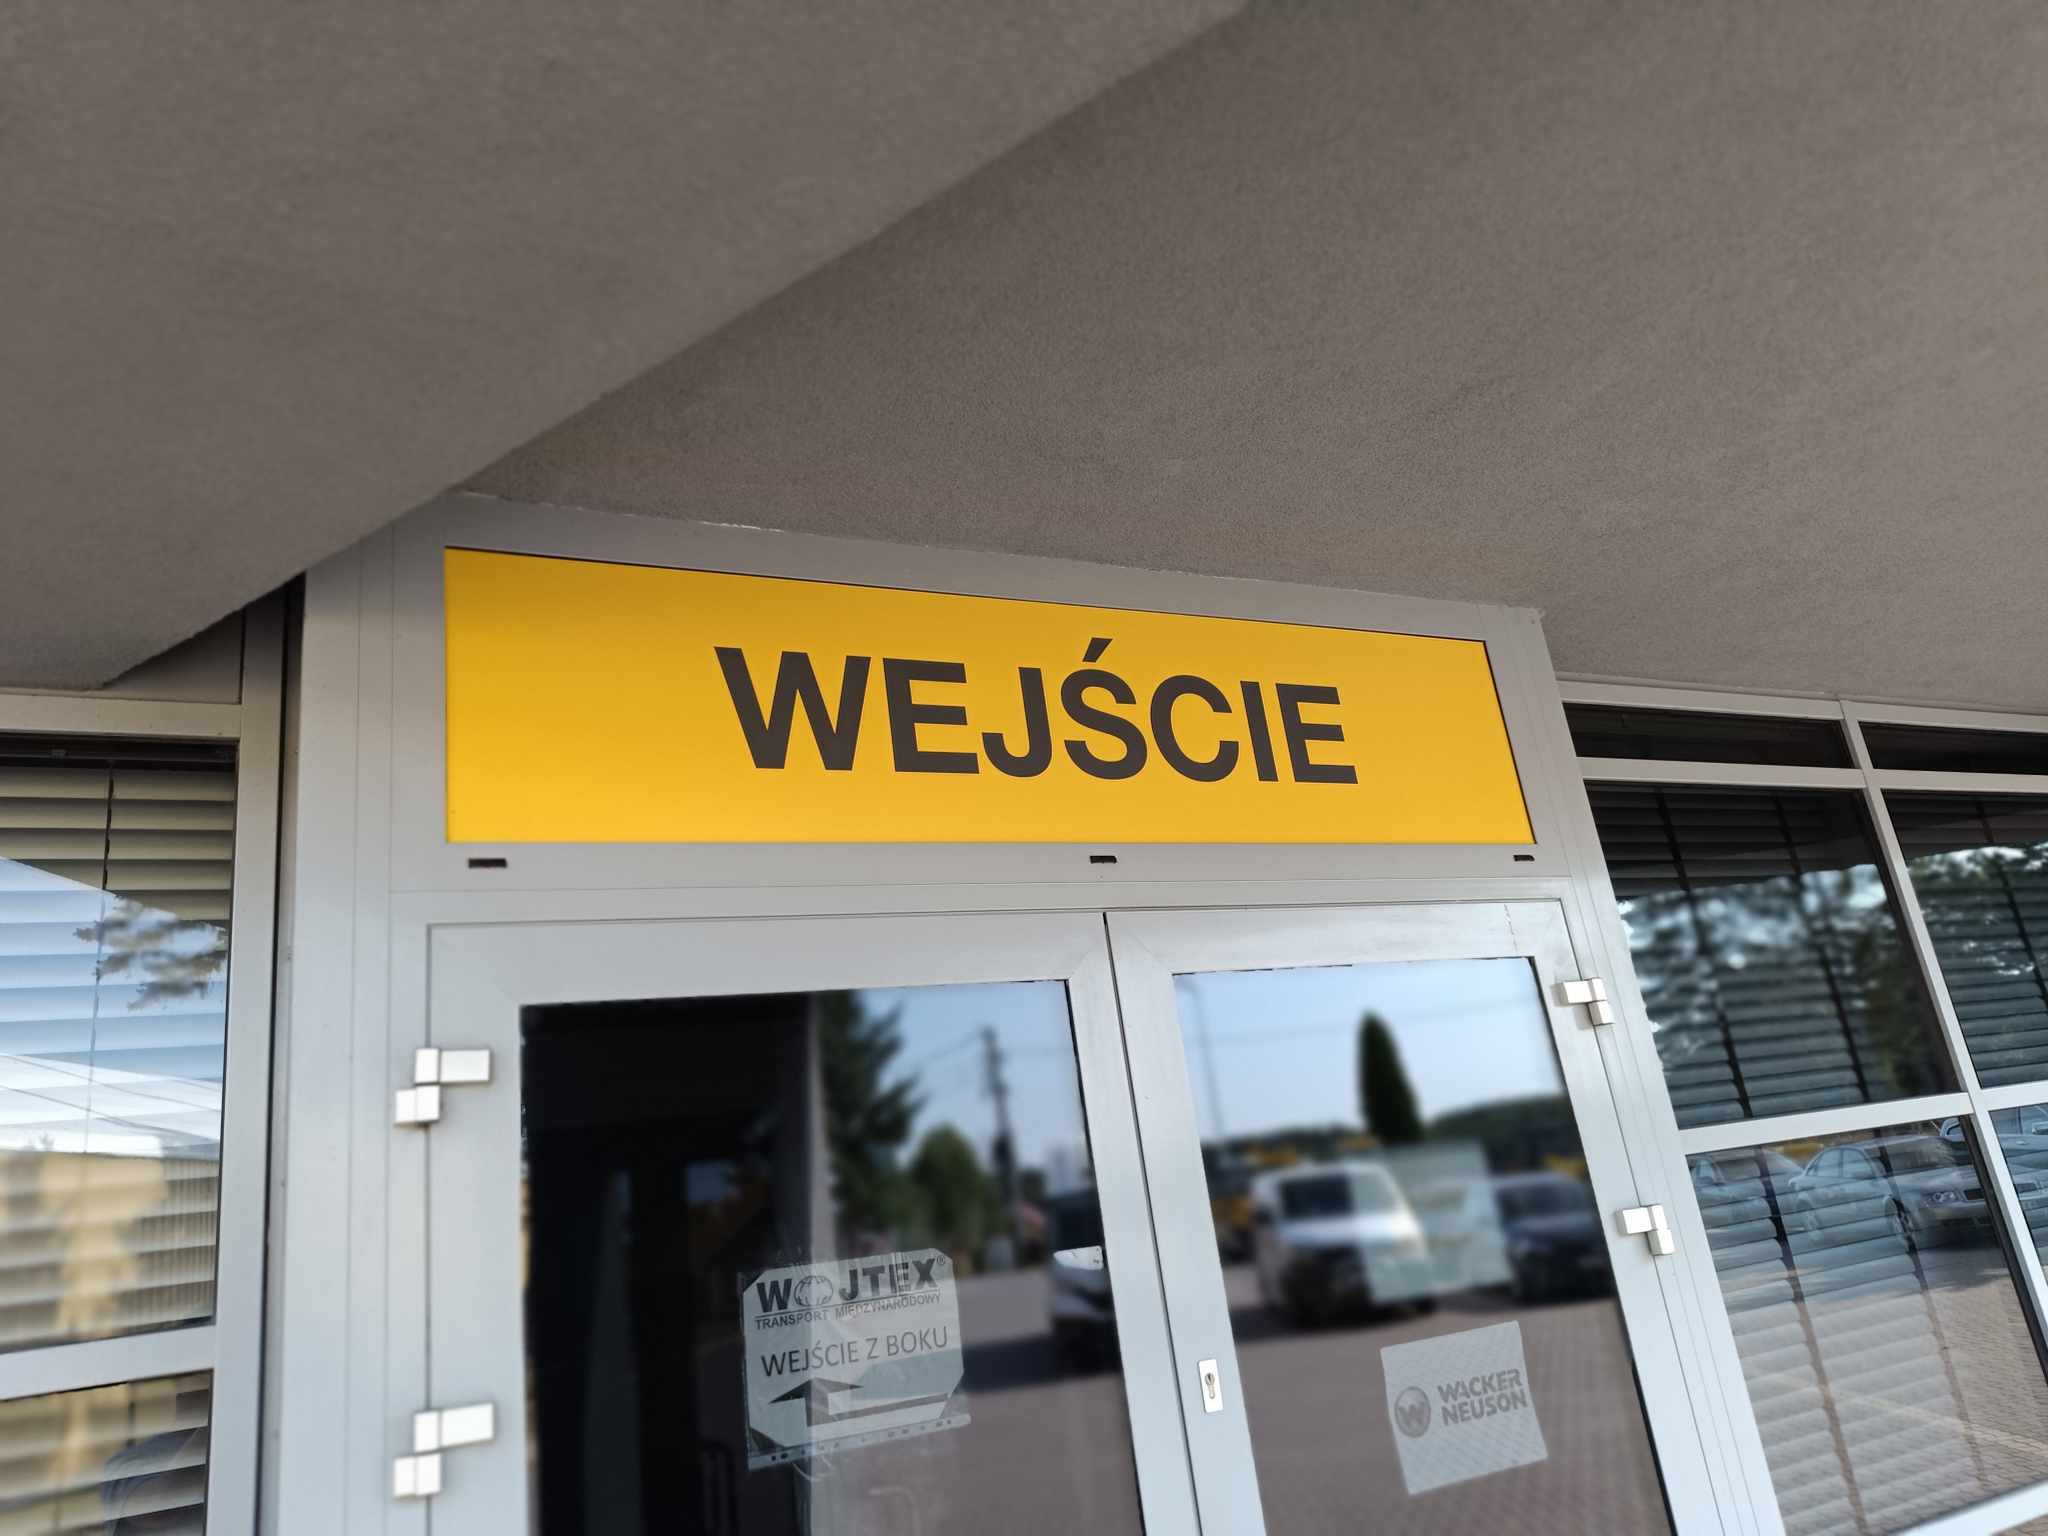 WEJŚCIE
WOJTEX®
TRANSPORT MIĘDZYNARODOWY
WEJŚCIE Z BOKU
WACKER
NEUSON